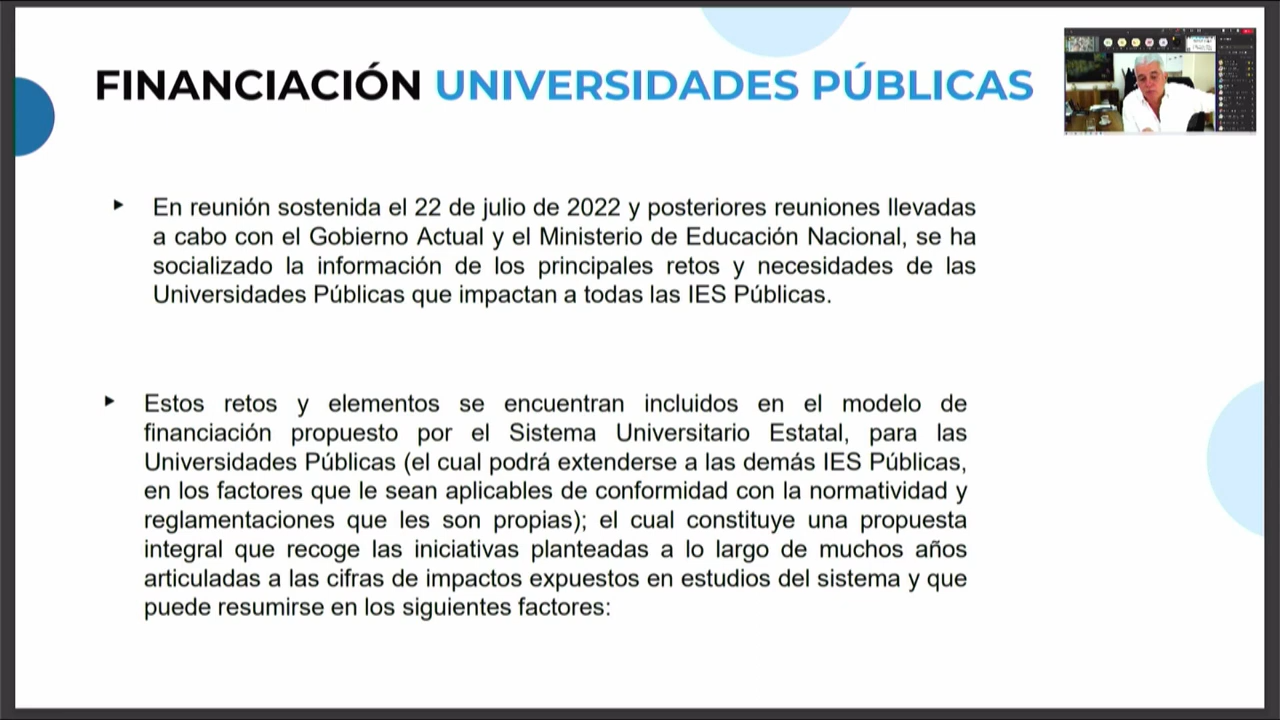 FINANCIACIÓN UNIVERSIDADES PÚBLICAS
En reunión sostenida el 22 de julio de 2022 y posteriores reuniones llevadas
a cabo con el Gobierno Actual y el Ministerio de Educación Nacional, se ha
socializado la información de los principales retos y necesidades de las
Universidades Públicas que impactan a todas las IES Públicas.
Estos retos y elementos se encuentran incluidos en el modelo de
financiación propuesto por el Sistema Universitario Estatal, para las
Universidades Públicas (el cual podrá extenderse a las demás IES Públicas,
en los factores que le sean aplicables de conformidad con la normatividad y
reglamentaciones que les son propias); el cual constituye una propuesta
integral que recoge las iniciativas planteadas a lo largo de muchos años
articuladas a las cifras de impactos expuestos en estudios del sistema y que
puede resumirse en los siguientes factores: